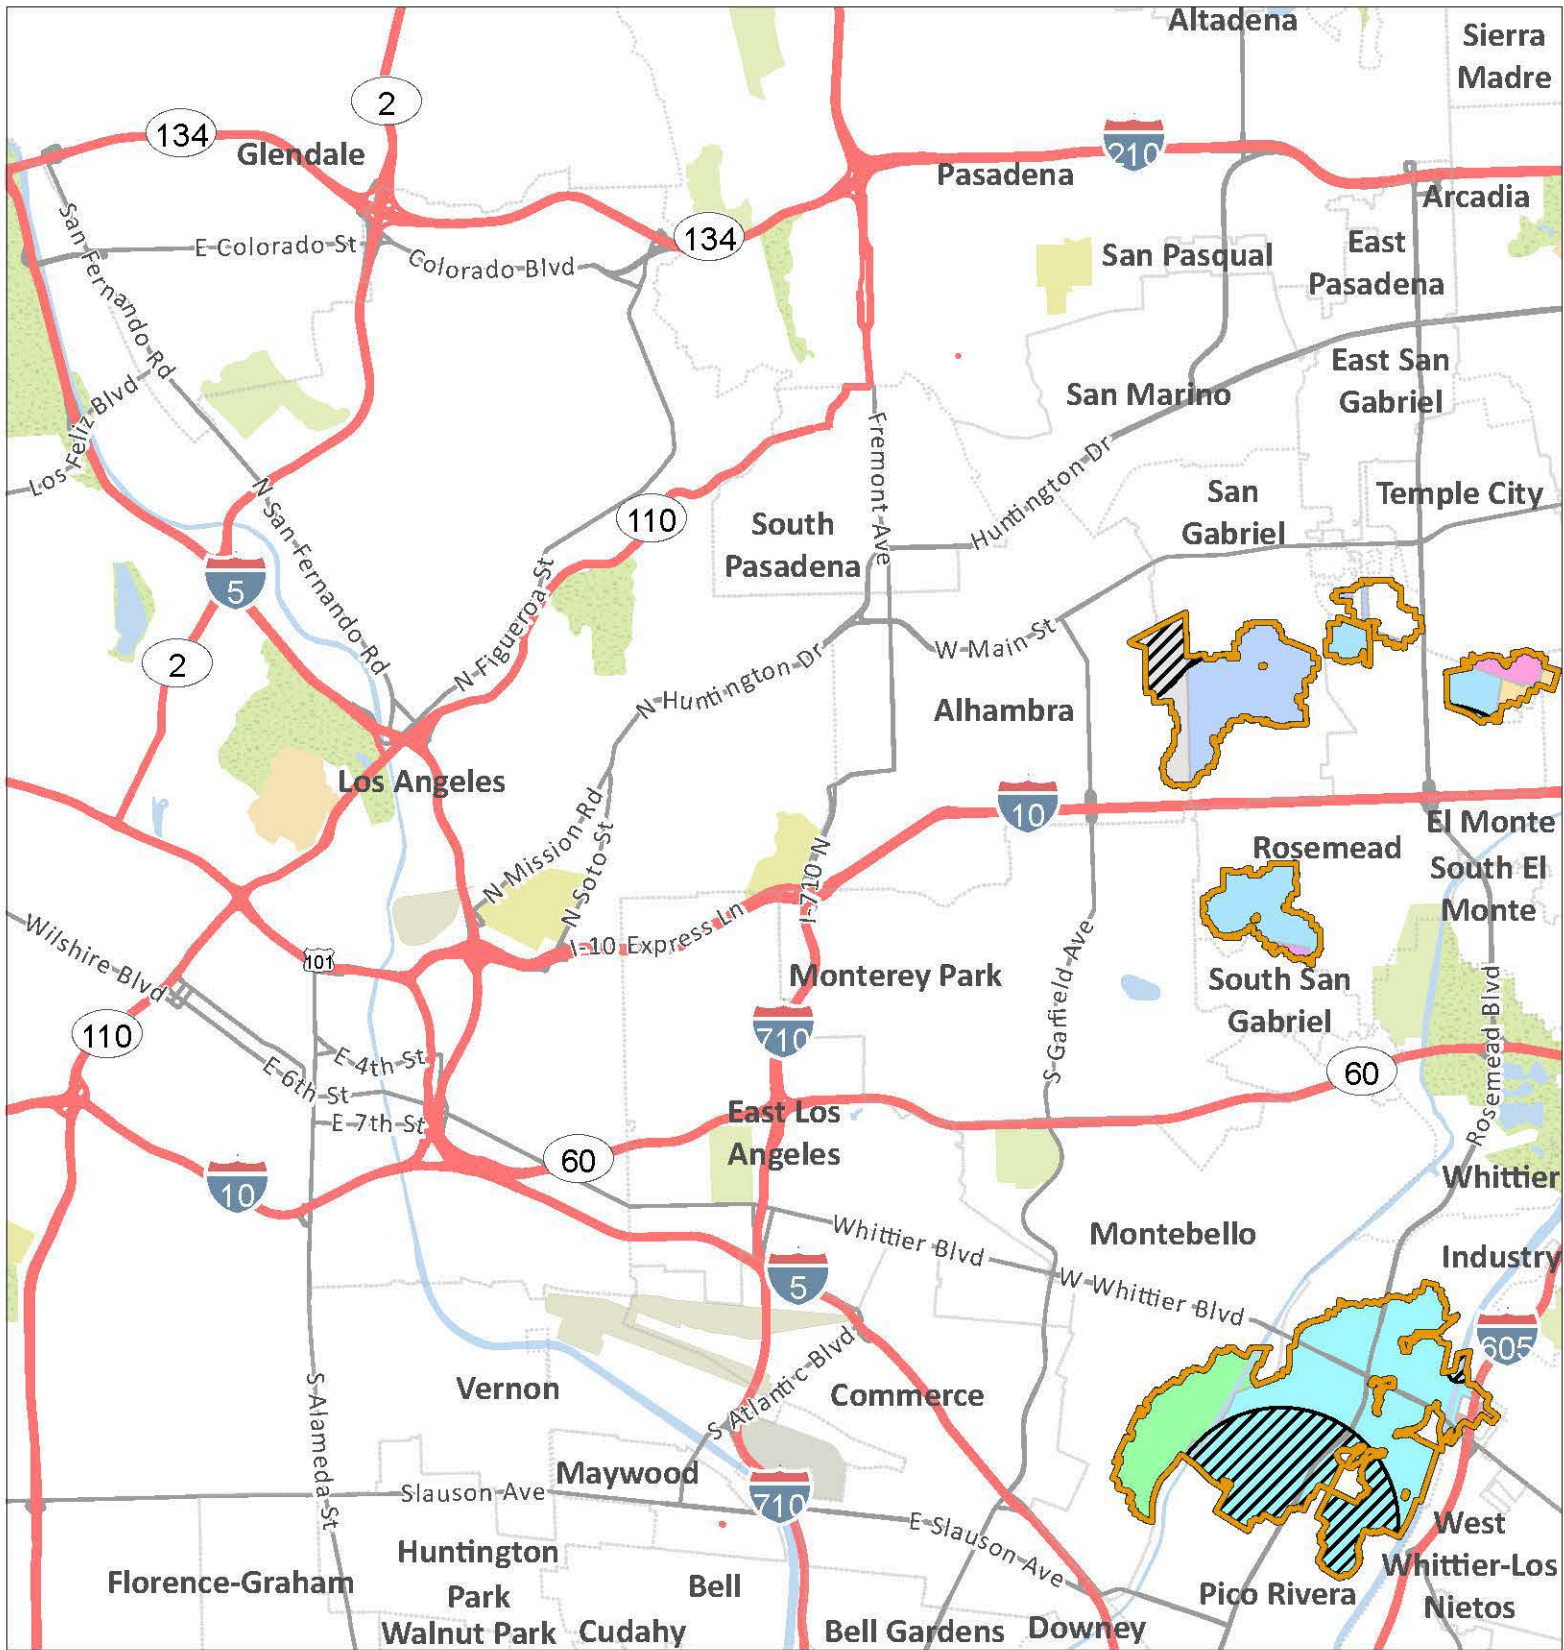 Altadena
Sierra
Madre
2
134
Glendale
210
Pasadena
Arcadia
San Fernando Rd
E Colorado St
Colorado Blvd
134
San Pasqual
East
Pasadena
Los Feliz Blvd
East San
Gabriel
San Marino
Fremont Ave
Huntington Dr
San
Gabriel
Temple City
N San Fernando Rd
110
South
Pasadena
5
N Figueroa St
2
W Main St
N Huntington Dr
Alhambra
Los Angeles
10
El Monte
Rosemead
South El
Monte
N Mission Rd
N Soto St
I-710 N
I-10 Express Ln
Wilshire Blvd
101
Monterey Park
South San
Gabriel
S Garfield Ave
Rosemead Blvd
110
710
60
E 4th St
E 6th St
E 7th St
East Los
Angeles
60
10
Whittier
Whittier Blvd
Montebello
Industry
5
W Whittier Blvd
605
S Alameda St
Vernon
S Atlantic Blvd
Commerce
Maywood
Slauson Ave
710
E Slauson Ave
West
Whittier-Los
Nietos
Huntington
Park
Florence-Graham
Bell
Pico Rivera
Walnut Park
Cudahy
Bell Gardens
Downey